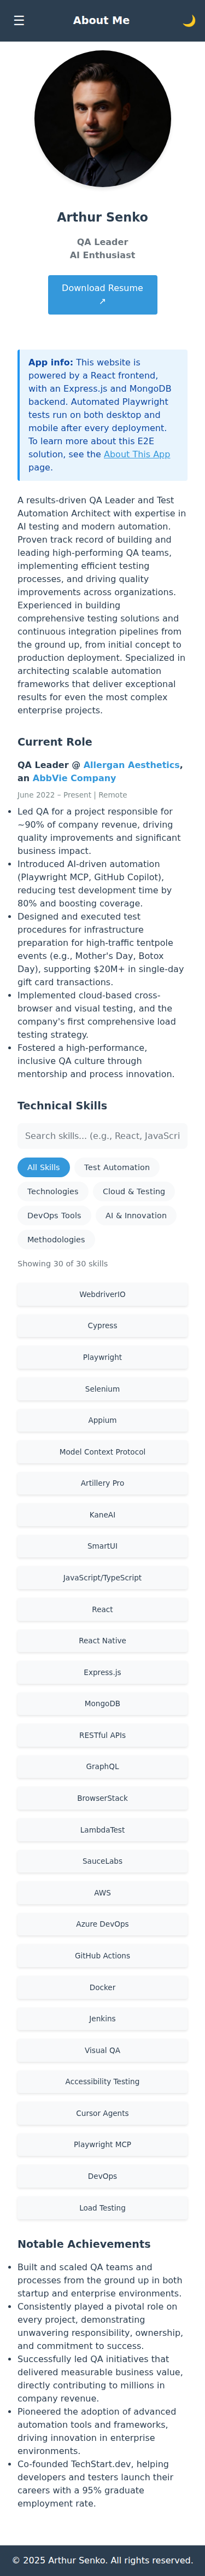 ☰ About Me 🌙
Arthur Senko
QA Leader
AI Enthusiast
Download Resume
↗
App info: This website is
powered by a React frontend,
with an Express.js and MongoDB
backend. Automated Playwright
tests run on both desktop and
mobile after every deployment.
To learn more about this E2E
solution, see the About This App
page.
A results-driven QA Leader and Test
Automation Architect with expertise in
AI testing and modern automation.
Proven track record of building and
leading high-performing QA teams,
implementing efficient testing
processes, and driving quality
improvements across organizations.
Experienced in building
comprehensive testing solutions and
continuous integration pipelines from
the ground up, from initial concept to
production deployment. Specialized in
architecting scalable automation
frameworks that deliver exceptional
results for even the most complex
enterprise projects.
Current Role
QA Leader @ Allergan Aesthetics,
an AbbVie Company
June 2022 – Present | Remote
• Led QA for a project responsible for
~90% of company revenue, driving
quality improvements and significant
business impact.
• Introduced AI-driven automation
(Playwright MCP, GitHub Copilot),
reducing test development time by
80% and boosting coverage.
• Designed and executed test
procedures for infrastructure
preparation for high-traffic tentpole
events (e.g., Mother's Day, Botox
Day), supporting $20M+ in single-day
gift card transactions.
• Implemented cloud-based cross-
browser and visual testing, and the
company's first comprehensive load
testing strategy.
• Fostered a high-performance,
inclusive QA culture through
mentorship and process innovation.
Technical Skills
Search skills... (e.g., React, JavaScri
All Skills Test Automation
Technologies Cloud & Testing
DevOps Tools AI & Innovation
Methodologies
Showing 30 of 30 skills
WebdriverIO
Cypress
Playwright
Selenium
Appium
Model Context Protocol
Artillery Pro
KaneAI
SmartUI
JavaScript/TypeScript
React
React Native
Express.js
MongoDB
RESTful APIs
GraphQL
BrowserStack
LambdaTest
SauceLabs
AWS
Azure DevOps
GitHub Actions
Docker
Jenkins
Visual QA
Accessibility Testing
Cursor Agents
Playwright MCP
DevOps
Load Testing
Notable Achievements
• Built and scaled QA teams and
processes from the ground up in both
startup and enterprise environments.
• Consistently played a pivotal role on
every project, demonstrating
unwavering responsibility, ownership,
and commitment to success.
• Successfully led QA initiatives that
delivered measurable business value,
directly contributing to millions in
company revenue.
• Pioneered the adoption of advanced
automation tools and frameworks,
driving innovation in enterprise
environments.
• Co-founded TechStart.dev, helping
developers and testers launch their
careers with a 95% graduate
employment rate.
© 2025 Arthur Senko. All rights reserved.